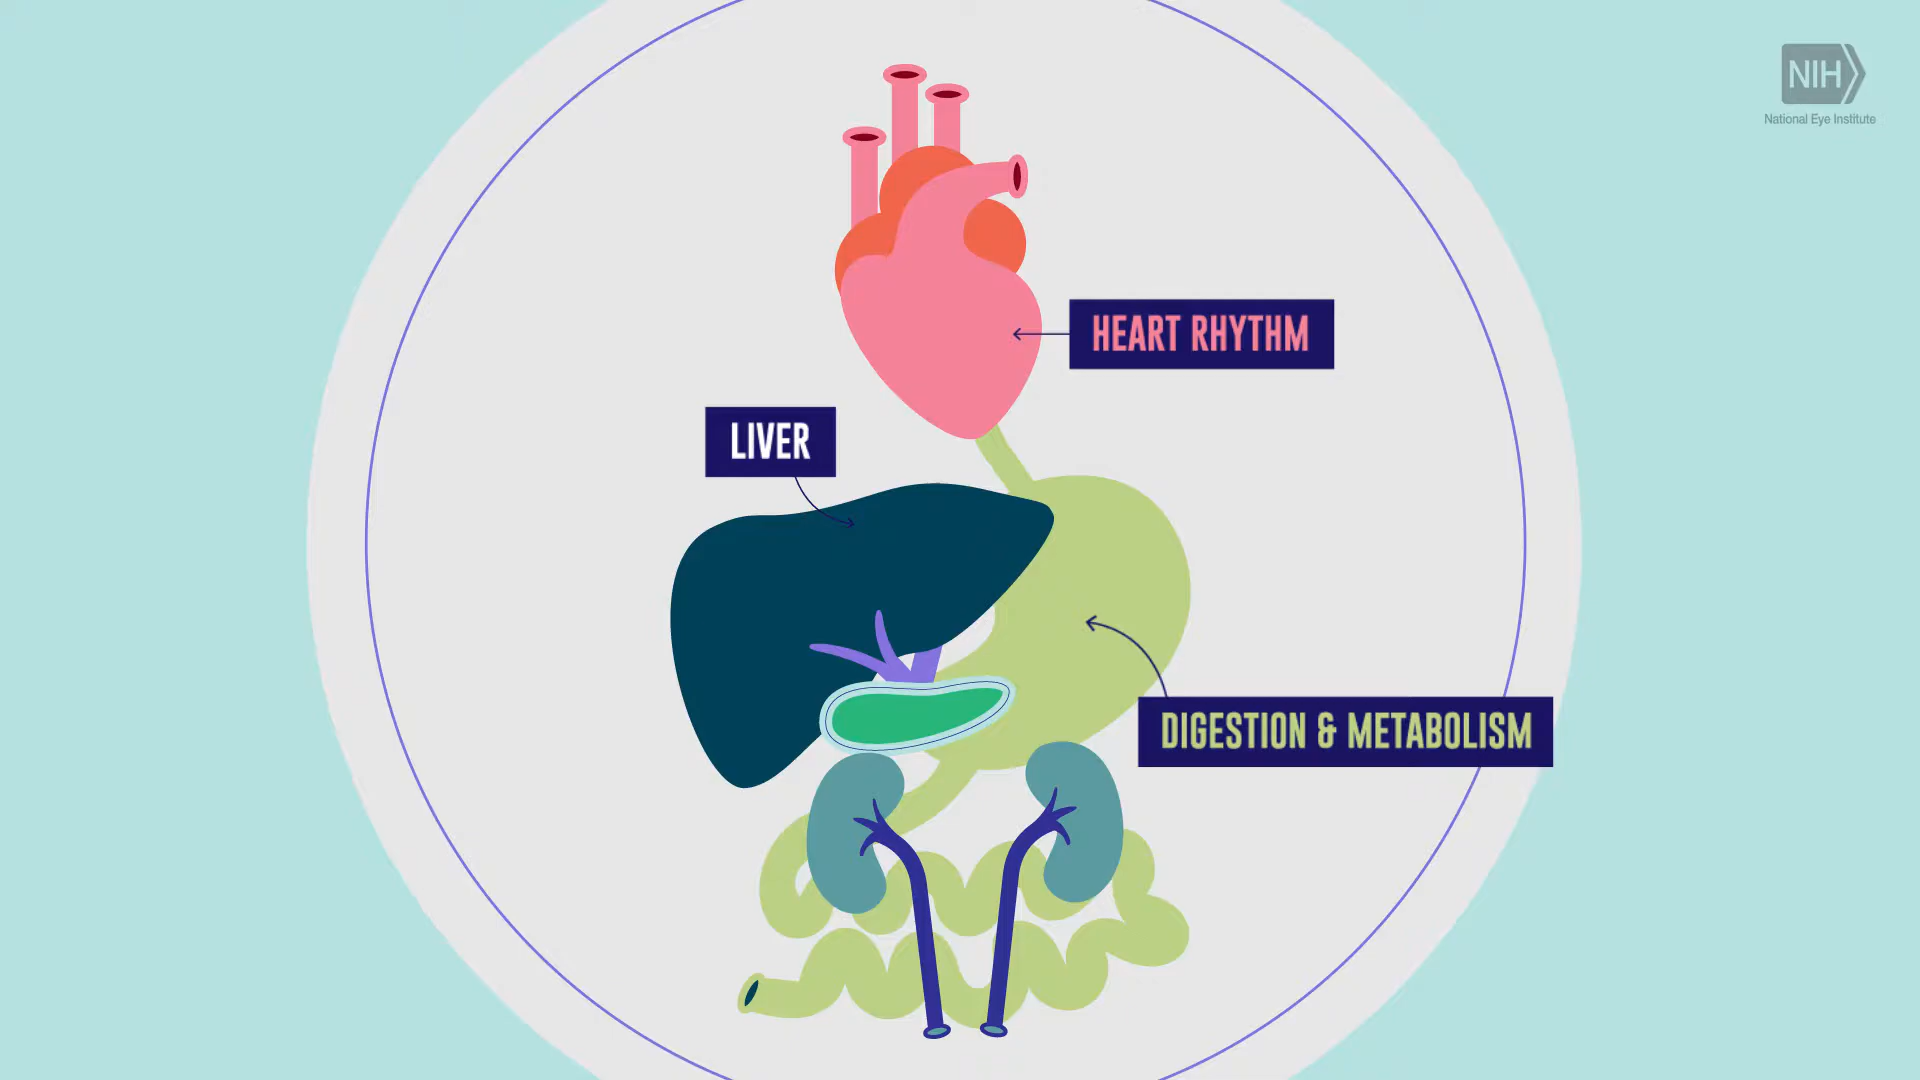 NIH
National Eye Institute
HEART RHYTHM
LIVER
DIGESTION & METABOLISM